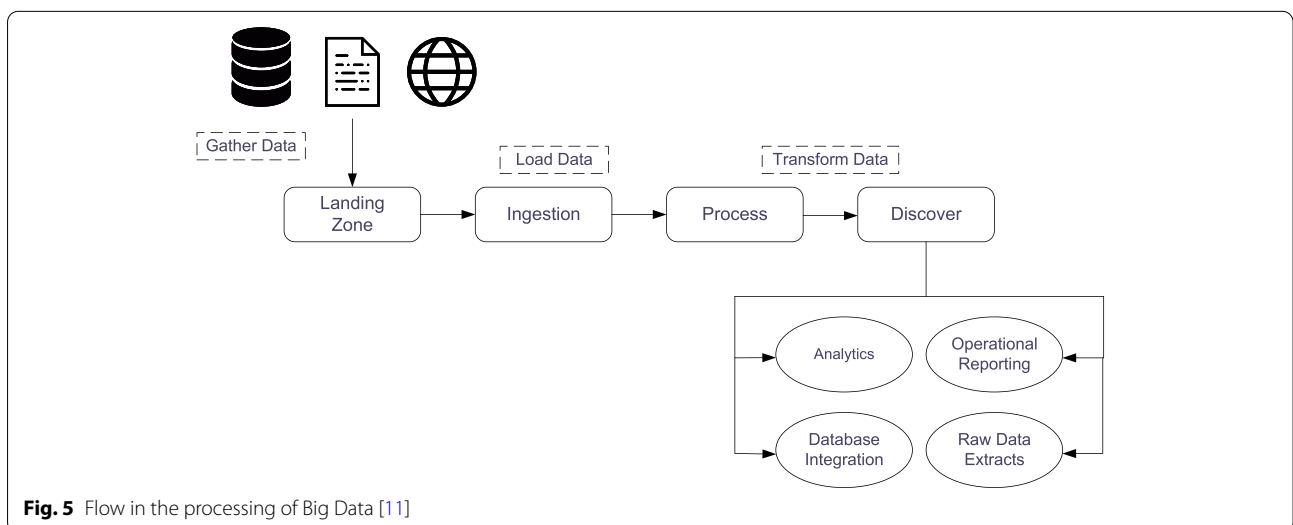 Gather Data
Load Data
Transform Data
Landing
Zone
Ingestion
Process
Discover
Analytics
Operational
Reporting
Database
Integration
Raw Data
Extracts
Fig. 5 Flow in the processing of Big Data [11]